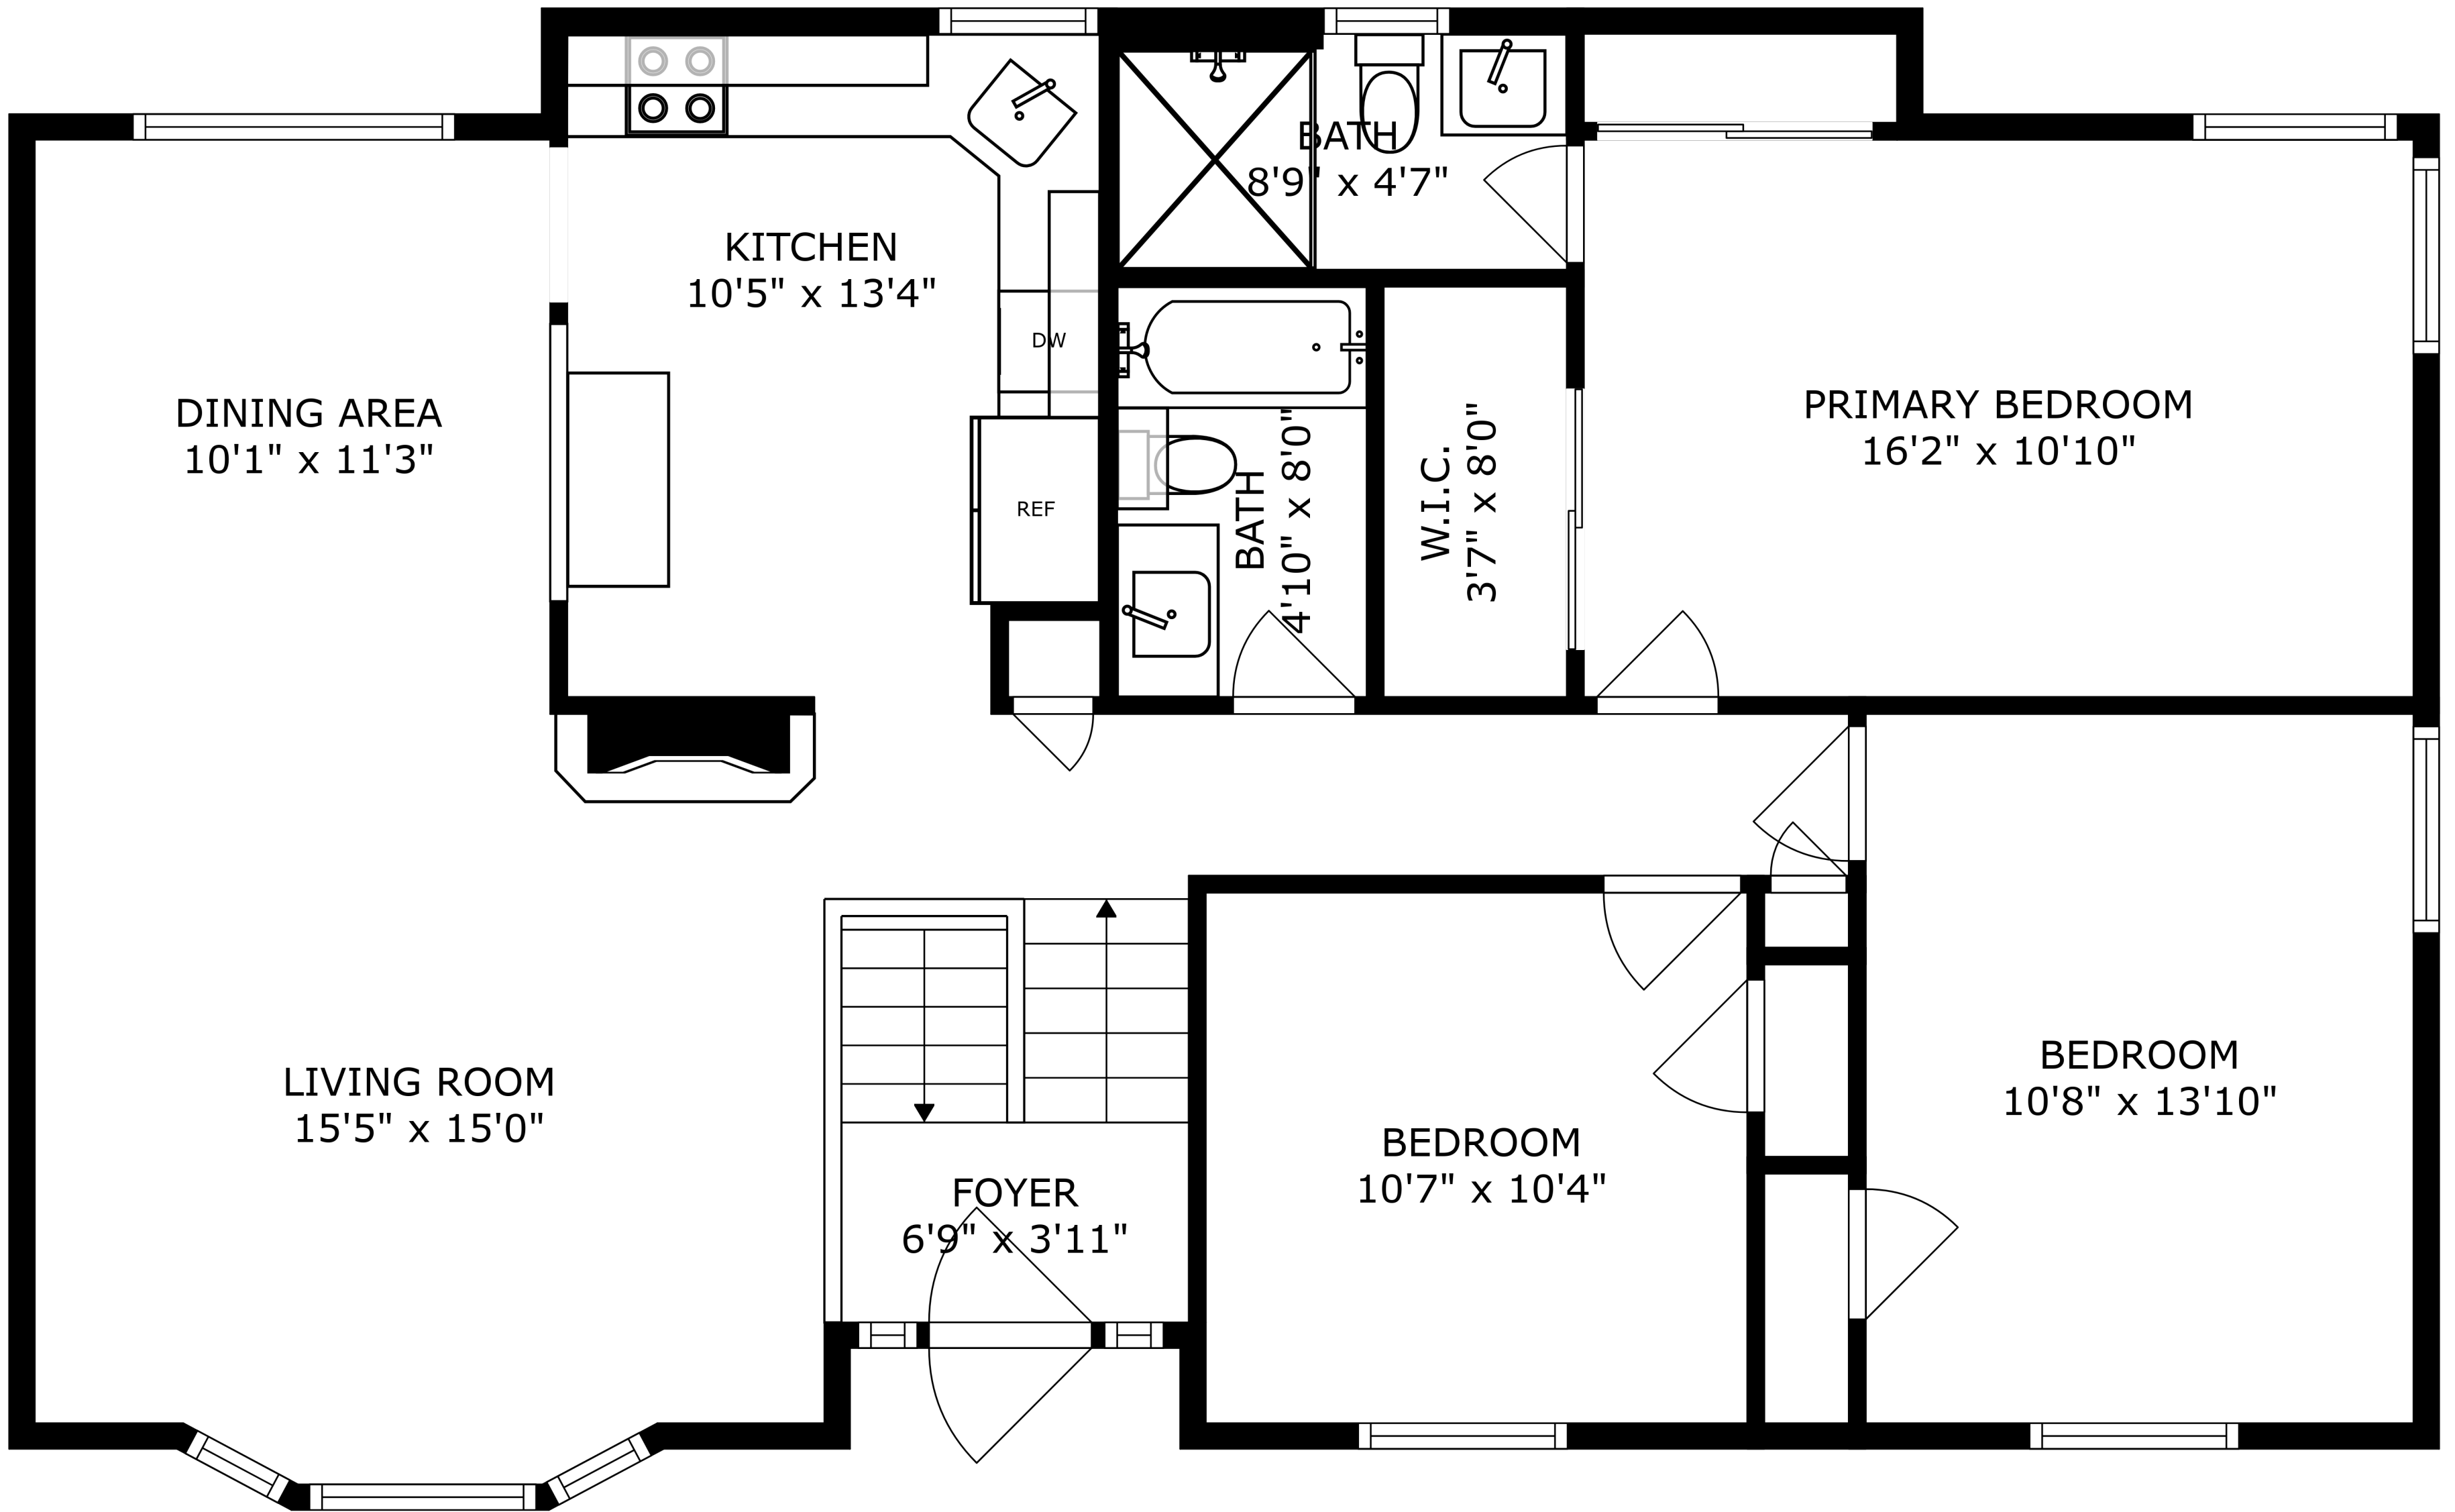 BATH
8'9" x 4'7"
KITCHEN
10'5" x 13'4"
DW
DINING AREA
10'1" x 11'3"
PRIMARY BEDROOM
16'2" x 10'10"
REF
BATH
4'10" x 8'0"
W.I.C.
3'7" x 8'0"
LIVING ROOM
15'5" x 15'0"
BEDROOM
10'8" x 13'10"
BEDROOM
10'7" x 10'4"
FOYER
6'9" x 3'11"